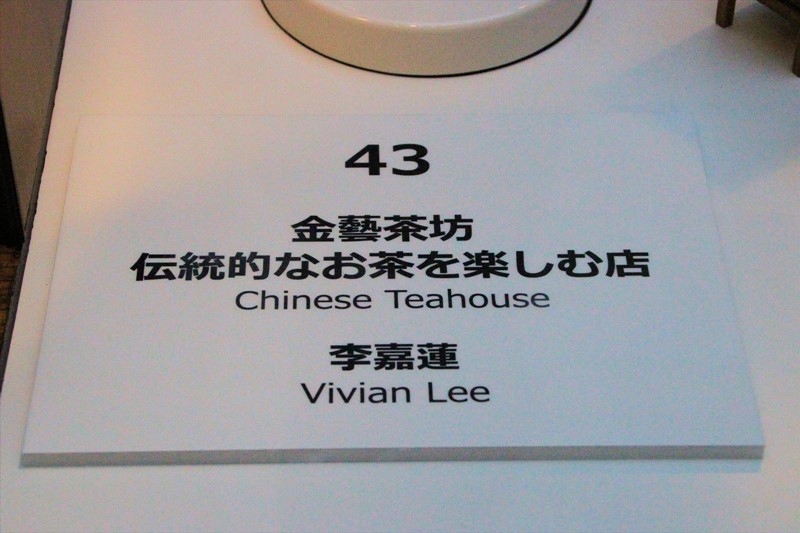 43
金藝茶坊
伝統的なお茶を楽しむ店
Chinese Teahouse
李嘉蓮
Vivian Lee